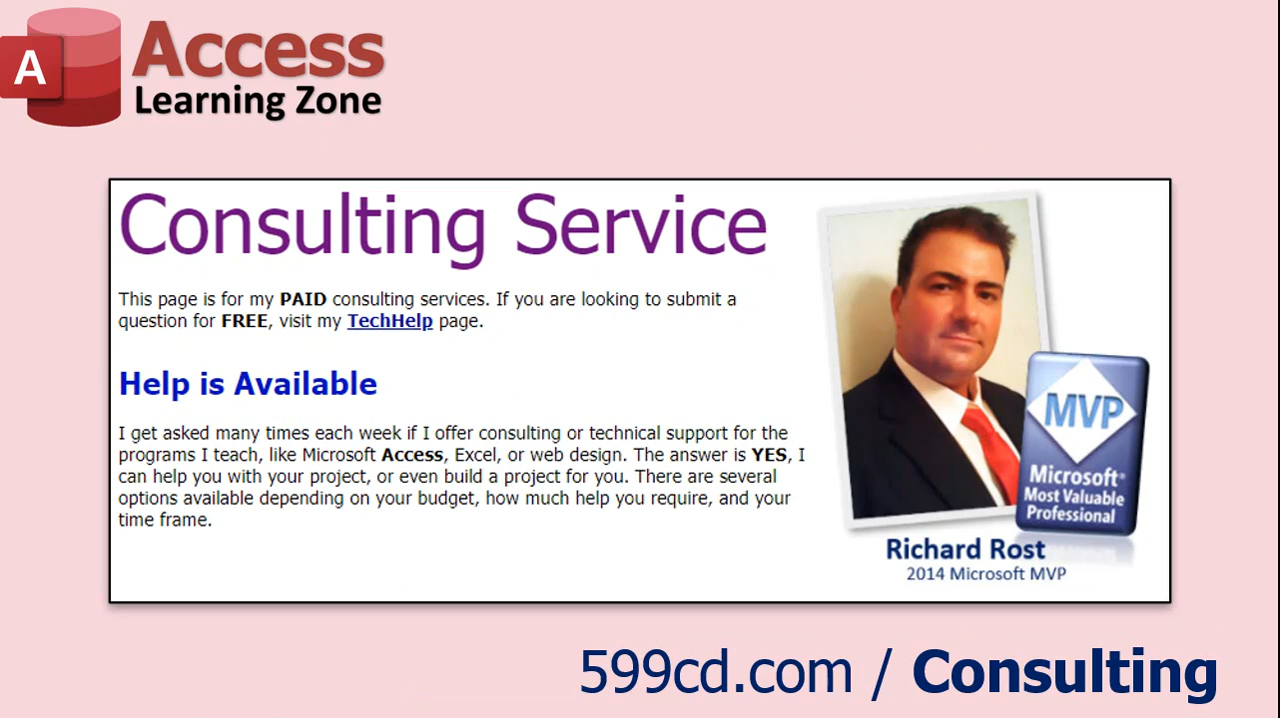 A
Access
Learning Zone
Consulting Service
This page is for my PAID consulting services. If you are looking to submit a
question for FREE, visit my TechHelp page.
Help is Available
I get asked many times each week if I offer consulting or technical support for the
programs I teach, like Microsoft Access, Excel, or web design. The answer is YES, I
can help you with your project, or even build a project for you. There are several
options available depending on your budget, how much help you require, and your
time frame.
MVP
Microsoft®
Most Valuable
Professional
Richard Rost
2014 Microsoft MVP
599cd.com / Consulting